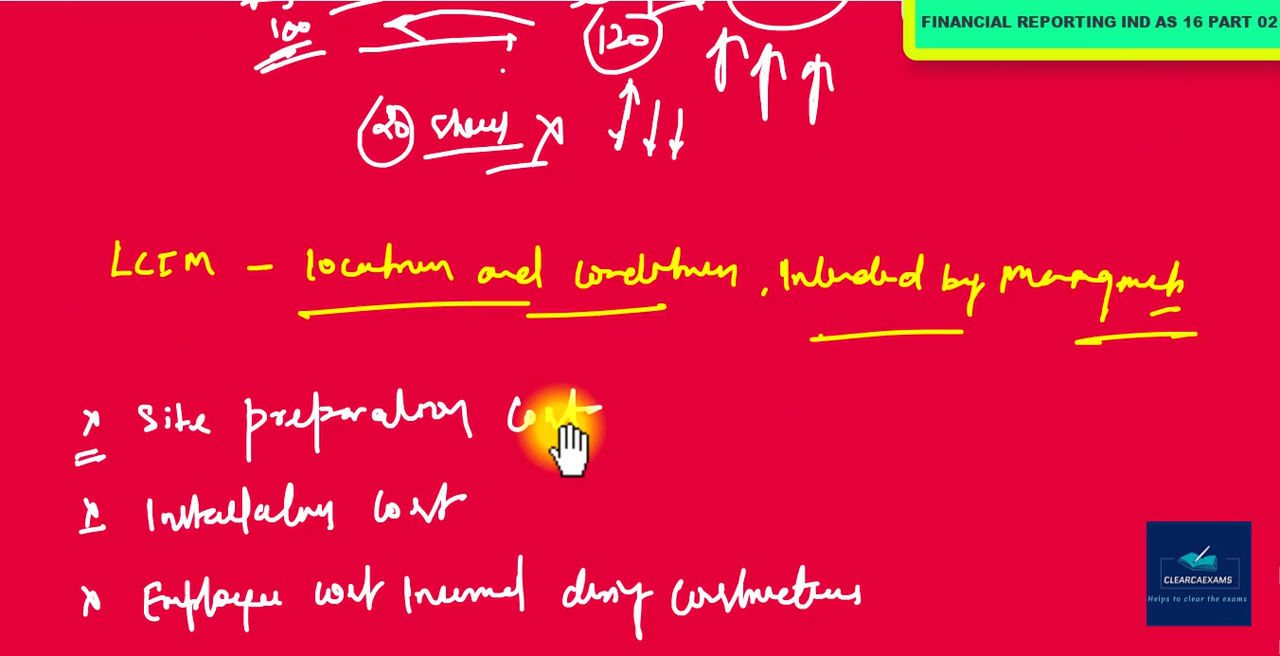 FINANCIAL REPORTING IND AS 16 PART 02
100
120
20
LCIM - location and condition, Intended by Management
x Site preparation cost
x Installation cost
x Employee cost Incurred during construction
CLEARCAEXAMS
Helps to clear the exams